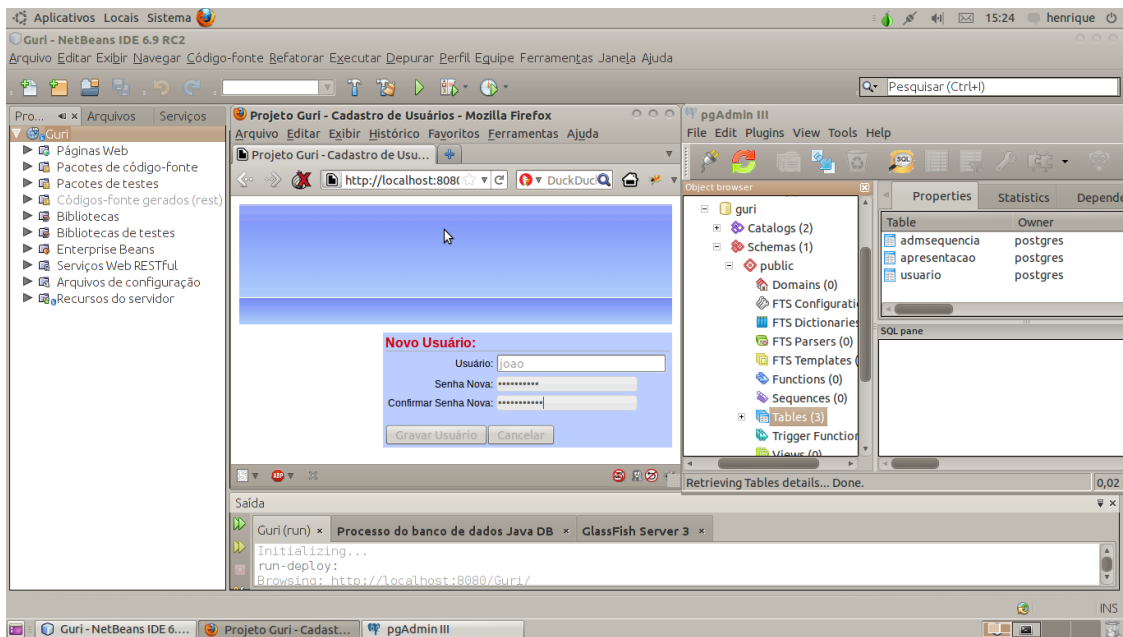 Aplicativos Locais Sistema
15:24 henrique
Guri - NetBeans IDE 6.9 RC2
Arquivo Editar Exibir Navegar Código-fonte Refatorar Executar Depurar Perfil Equipe Ferramentas Janela Ajuda
Pesquisar (Ctrl+I)
Pro... Arquivos Serviços
Guri
Páginas Web
Pacotes de código-fonte
Pacotes de testes
Códigos-fonte gerados (rest)
Bibliotecas
Bibliotecas de testes
Enterprise Beans
Serviços Web RESTful
Arquivos de configuração
Recursos do servidor
Projeto Guri - Cadastro de Usuários - Mozilla Firefox
Arquivo Editar Exibir Histórico Favoritos Ferramentas Ajuda
Projeto Guri - Cadastro de Usu...
http://localhost:808 DuckDuc
Novo Usuário:
Usuário: joao
Senha Nova: ••••••••••
Confirmar Senha Nova: •••••••••••
Gravar Usuário Cancelar
ABP
pgAdmin III
File Edit Plugins View Tools Help
SQL
Object browser
guri
Catalogs (2)
Schemas (1)
public
Domains (0)
FTS Configurati
FTS Dictionaries
FTS Parsers (0)
FTS Templates (
Functions (0)
Sequences (0)
Tables (3)
Trigger Function
Views (0)
Properties Statistics Depende
Table Owner
admsequencia postgres
apresentacao postgres
usuario postgres
SQL pane
Retrieving Tables details... Done. 0,02
Saída
Guri (run) × Processo do banco de dados Java DB × GlassFish Server 3 ×
Initializing...
run-deploy:
Browsing: http://localhost:8080/Guri/
INS
Guri - NetBeans IDE 6.... Projeto Guri - Cadast... pgAdmin III